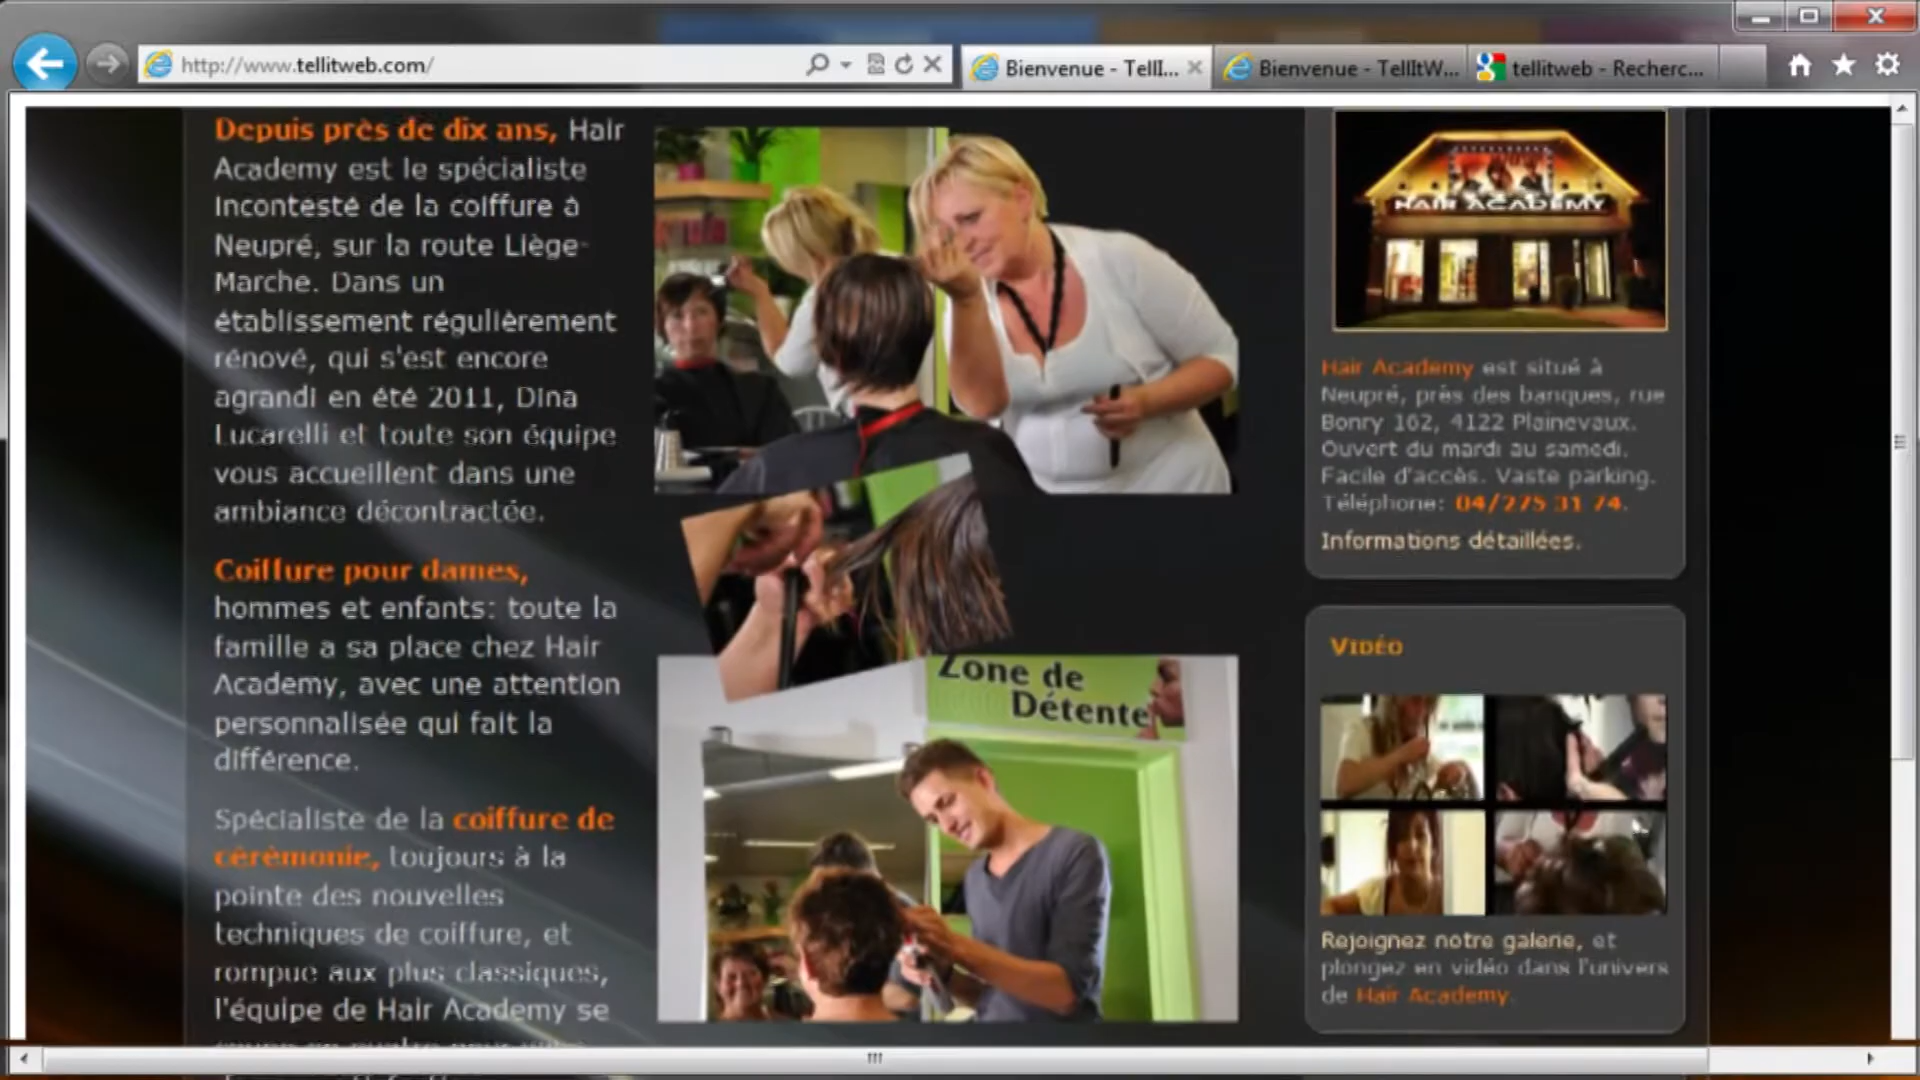 http://www.tellitweb.com/
Bienvenue - TellI...
Bienvenue - TellItW...
tellitweb - Recherc...
Depuis près de dix ans, Hair
Academy est le spécialiste
incontesté de la coiffure à
Neupré, sur la route Liège-
Marche. Dans un
établissement régulièrement
rénové, qui s'est encore
agrandi en été 2011, Dina
Lucarelli et toute son équipe
vous accueillent dans une
ambiance décontractée.
Coiffure pour dames,
hommes et enfants: toute la
famille a sa place chez Hair
Academy, avec une attention
personnalisée qui fait la
différence.
Spécialiste de la coiffure de
cérémonie, toujours à la
pointe des nouvelles
techniques de coiffure, et
rompue aux plus classiques,
l'équipe de Hair Academy se
Zone de
Détente
HAIR ACADEMY
Hair Academy est situé à
Neupré, près des banques, rue
Bonry 162, 4122 Plainevaux.
Ouvert du mardi au samedi.
Facile d'accès. Vaste parking.
Téléphone: 04/275 31 74.
Informations détaillées.
Vidéo
Rejoignez notre galerie, et
plongez en vidéo dans l'univers
de Hair Academy.